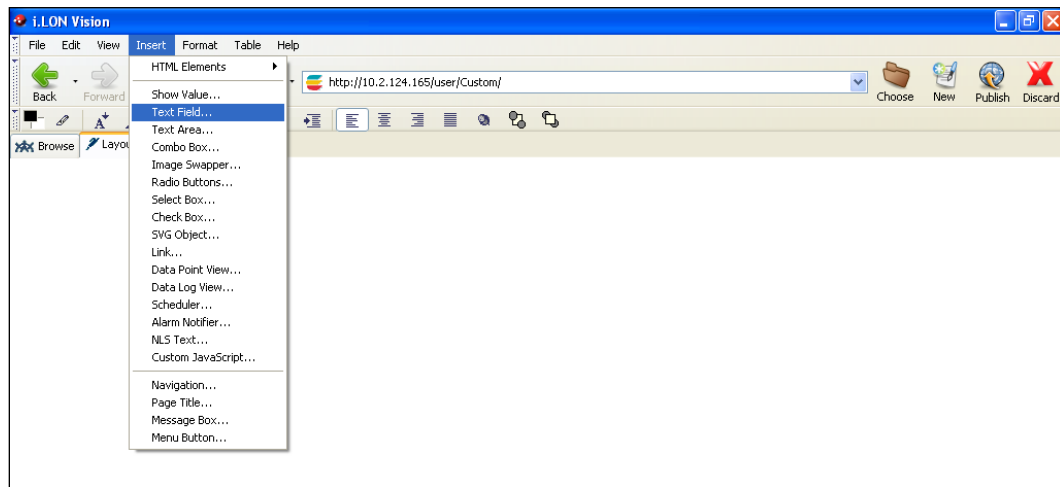 i.LON Vision
File Edit View Insert Format Table Help
Back Forward http://10.2.124.165/user/Custom/ Choose New Publish Discard
A
Browse
HTML Elements
Show Value...
Text Field...
Text Area...
Combo Box...
Image Swapper...
Radio Buttons...
Select Box...
Check Box...
SVG Object...
Link...
Data Point View...
Data Log View...
Scheduler...
Alarm Notifier...
NLS Text...
Custom JavaScript...
Navigation...
Page Title...
Message Box...
Menu Button...